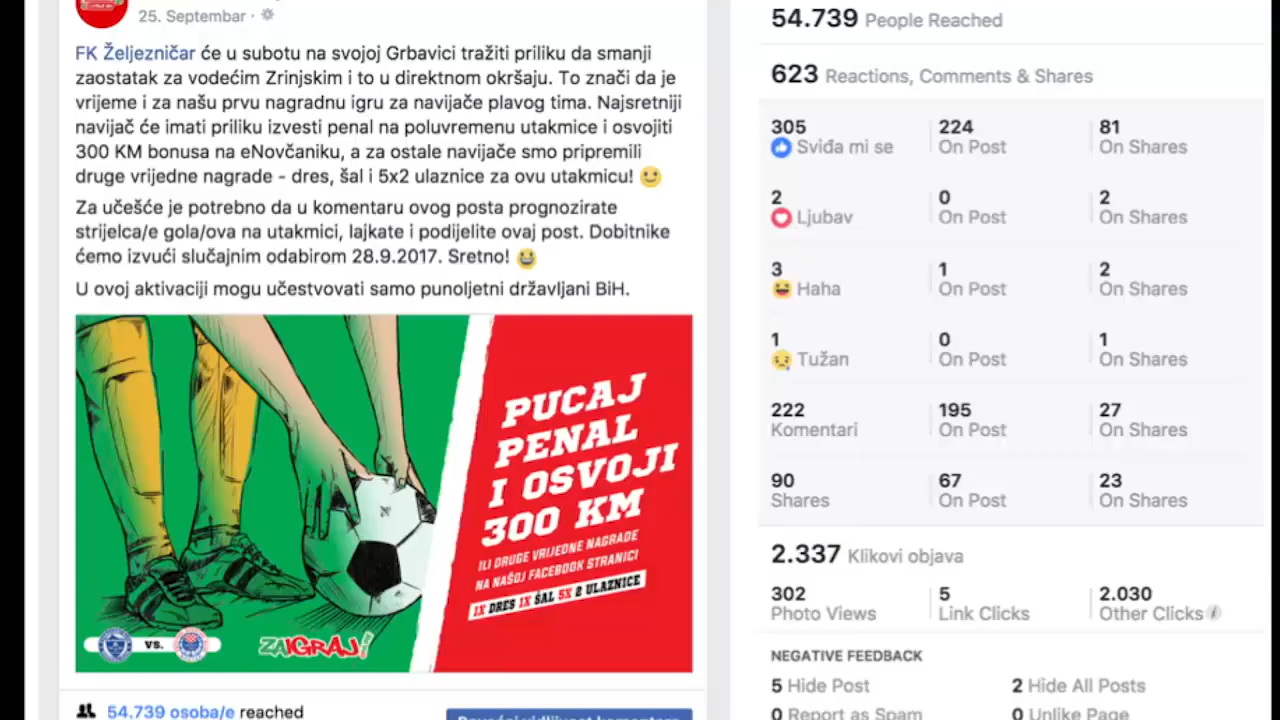 25. Septembar ·
FK Željezničar će u subotu na svojoj Grbavici tražiti priliku da smanji
zaostatak za vodećim Zrinjskim i to u direktnom okršaju. To znači da je
vrijeme i za našu prvu nagradnu igru za navijače plavog tima. Najsretniji
navijač će imati priliku izvesti penal na poluvremenu utakmice i osvojiti
300 KM bonusa na eNovčaniku, a za ostale navijače smo pripremili
druge vrijedne nagrade - dres, šal i 5x2 ulaznice za ovu utakmicu!
Za učešće je potrebno da u komentaru ovog posta prognozirate
strijelca/e gola/ova na utakmici, lajkate i podijelite ovaj post. Dobitnike
ćemo izvući slučajnim odabirom 28.9.2017. Sretno!
U ovoj aktivaciji mogu učestvovati samo punoljetni državljani BiH.
PUCAJ
PENAL
I OSVOJI
300 KM
ILI DRUGE VRIJEDNE NAGRADE
NA NAŠOJ FACEBOOK STRANICI
1X DRES 1X ŠAL 5X 2 ULAZNICE
VS.
ZAIGRAJ!
54.739 osoba/e reached
54.739 People Reached
623 Reactions, Comments & Shares
305 224 81
Sviđa mi se On Post On Shares
2 0 2
Ljubav On Post On Shares
3 1 2
Haha On Post On Shares
1 0 1
Tužan On Post On Shares
222 195 27
Komentari On Post On Shares
90 67 23
Shares On Post On Shares
2.337 Klikovi objava
302 5 2.030
Photo Views Link Clicks Other Clicks
NEGATIVE FEEDBACK
5 Hide Post 2 Hide All Posts
0 Report as Spam 0 Unlike Page